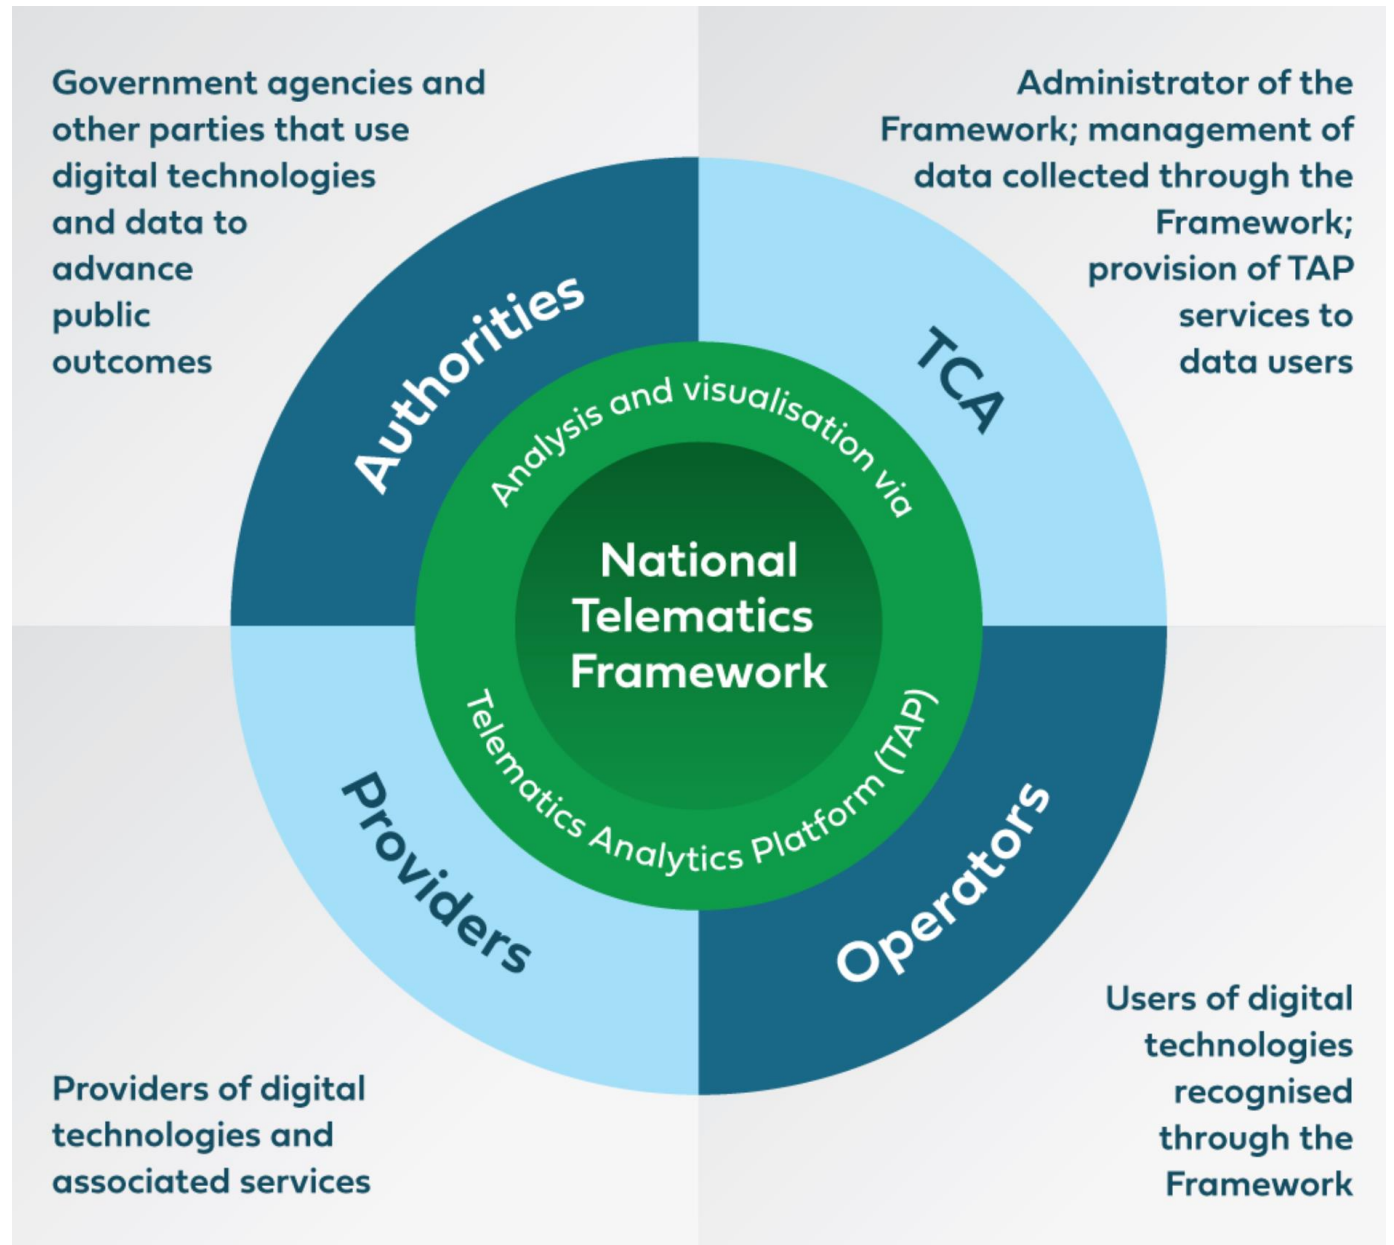 Government agencies and
other parties that use
digital technologies
and data to
advance
public
outcomes
Administrator of the
Framework; management of
data collected through the
Framework;
provision of TAP
services to
data users
Authorities
TCA
Analysis and visualisation via
National
Telematics
Framework
Telematics Analytics Platform (TAP)
Providers
Operators
Providers of digital
technologies and
associated services
Users of digital
technologies
recognised
through the
Framework